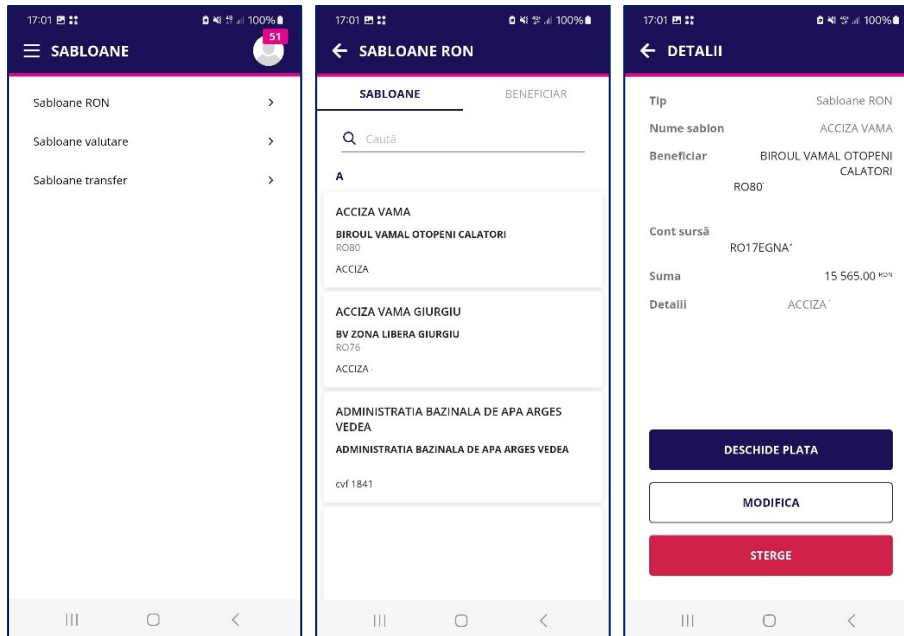 17:01
100%
51
SABLOANE
Sabloane RON
Sabloane valutare
Sabloane transfer
17:01
100%
SABLOANE RON
SABLOANE
BENEFICIAR
Caută
A
ACCIZA VAMA
BIROUL VAMAL OTOPENI CALATORI
RO80
ACCIZA
ACCIZA VAMA GIURGIU
BV ZONA LIBERA GIURGIU
RO76
ACCIZA
ADMINISTRATIA BAZINALA DE APA ARGES
VEDEA
ADMINISTRATIA BAZINALA DE APA ARGES VEDEA
cvf 1841
17:01
100%
DETALII
Tip Sabloane RON
Nume sablon ACCIZA VAMA
Beneficiar BIROUL VAMAL OTOPENI
CALATORI
RO80
Cont sursă
RO17EGNA
Suma 15 565.00 RON
Detalii ACCIZA
DESCHIDE PLATA
MODIFICA
STERGE